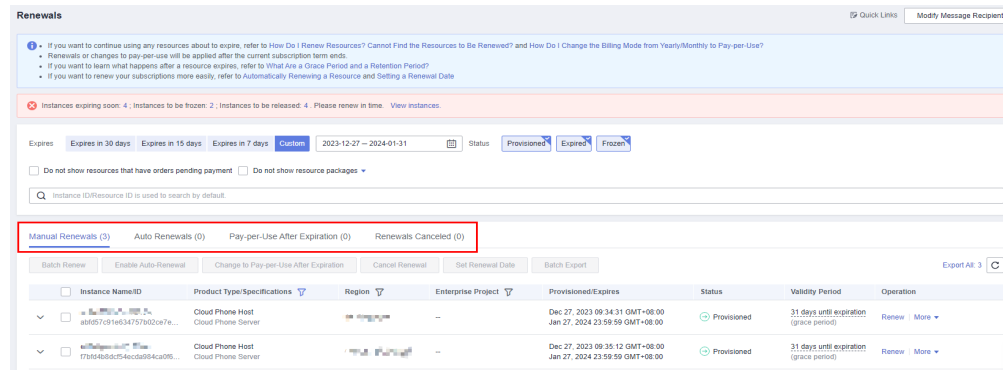 Renewals
Quick Links
Modify Message Recipient
If you want to continue using any resources about to expire, refer to How Do I Renew Resources? Cannot Find the Resources to Be Renewed? and How Do I Change the Billing Mode from Yearly/Monthly to Pay-per-Use?
Renewals or changes to pay-per-use will be applied after the current subscription term ends.
If you want to learn what happens after a resource expires, refer to What Are a Grace Period and a Retention Period?
If you want to renew your subscriptions more easily, refer to Automatically Renewing a Resource and Setting a Renewal Date
Instances expiring soon: 4 ; Instances to be frozen: 2 ; Instances to be released: 4 . Please renew in time. View instances.
Expires Expires in 30 days Expires in 15 days Expires in 7 days Custom 2023-12-27 – 2024-01-31 Status Provisioned Expired Frozen
Do not show resources that have orders pending payment Do not show resource packages
Instance ID/Resource ID is used to search by default.
Manual Renewals (3) Auto Renewals (0) Pay-per-Use After Expiration (0) Renewals Canceled (0)
Batch Renew Enable Auto-Renewal Change to Pay-per-Use After Expiration Cancel Renewal Set Renewal Date Batch Export Export All: 3
Instance Name/ID Product Type/Specifications Region Enterprise Project Provisioned/Expires Status Validity Period Operation
Cloud Phone Host -- Dec 27, 2023 09:34:31 GMT+08:00 Provisioned 31 days until expiration Renew More
abfd57c91e634757b02ce7e... Cloud Phone Server Jan 27, 2024 23:59:59 GMT+08:00 (grace period)
Cloud Phone Host -- Dec 27, 2023 09:35:12 GMT+08:00 Provisioned 31 days until expiration Renew More
f7bfd4b8dcf54ecda984ca0f6... Cloud Phone Server Jan 27, 2024 23:59:59 GMT+08:00 (grace period)